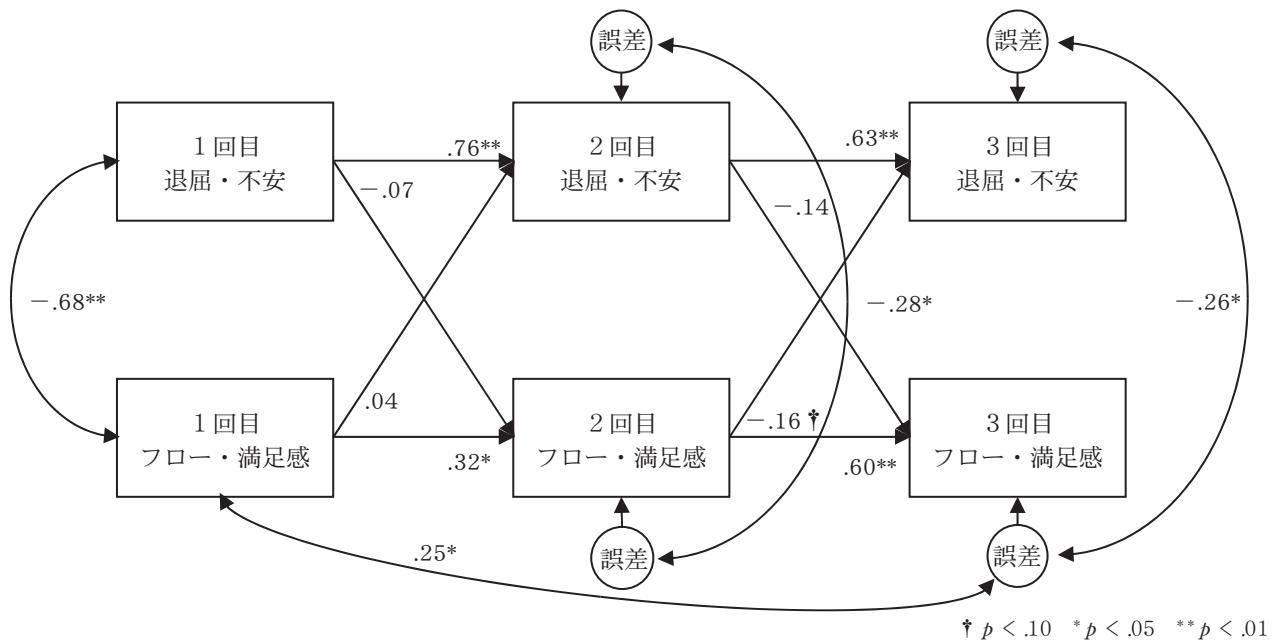 誤差
誤差
1回目
退屈・不安
2回目
退屈・不安
3回目
退屈・不安
.76**
.63**
−.07
−.14
−.68**
−.28*
−.26*
.04
−.16†
1回目
フロー・満足感
2回目
フロー・満足感
3回目
フロー・満足感
.32*
.60**
.25*
誤差
誤差
† p < .10 *p < .05 **p < .01